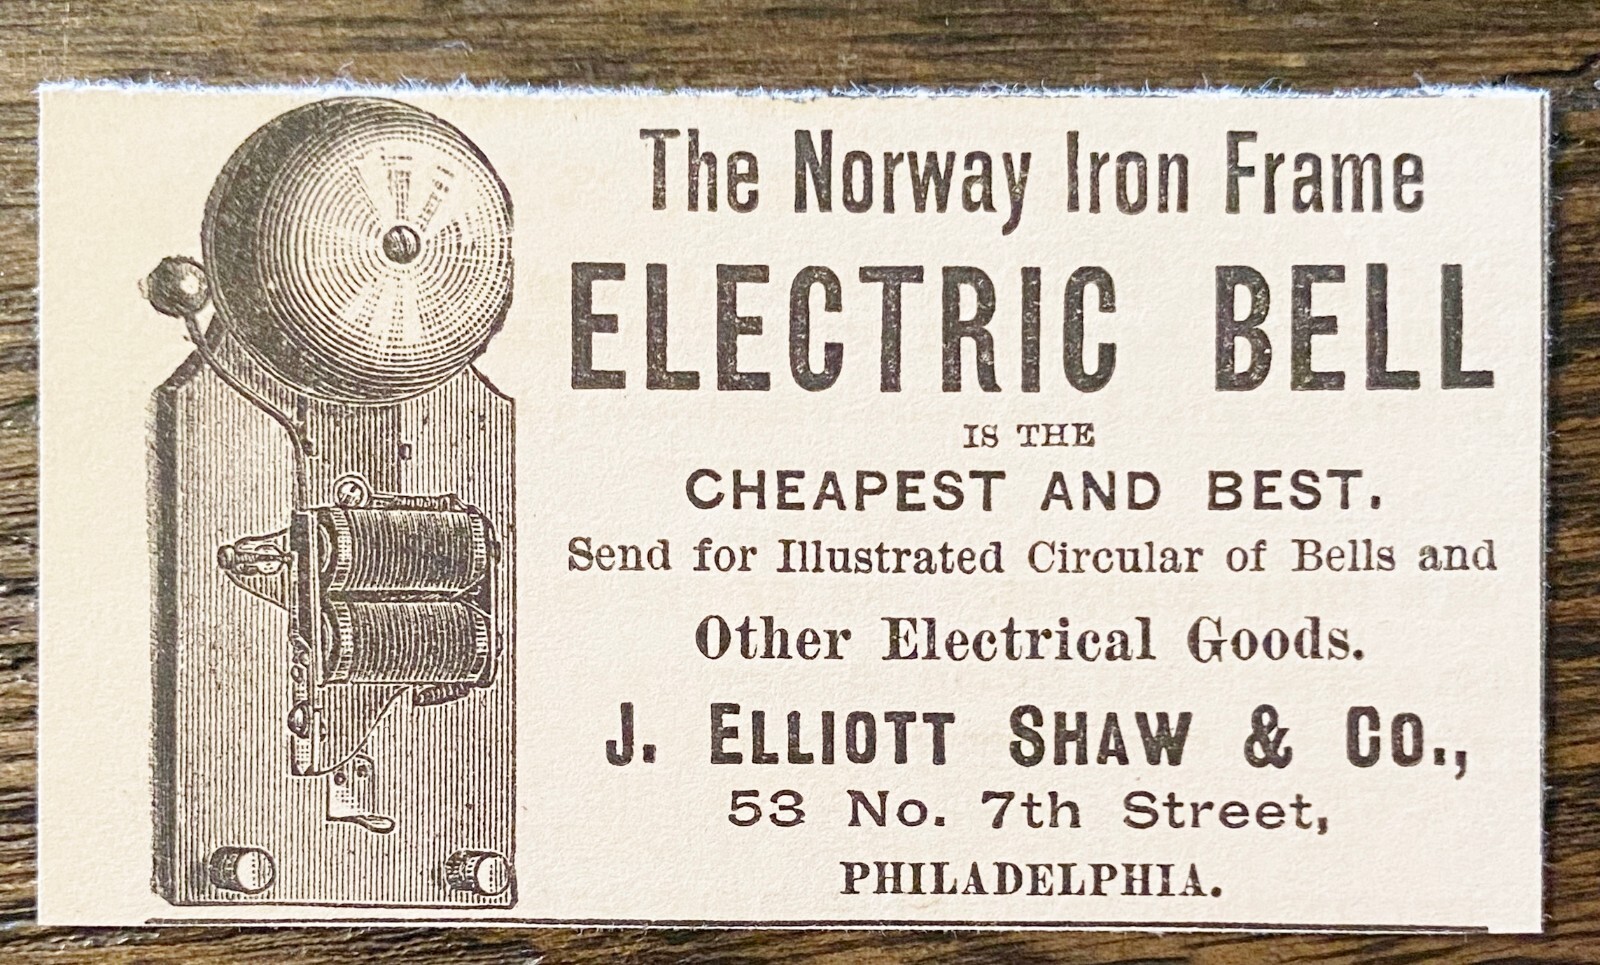 The Norway Iron Frame
ELECTRIC BELL
IS THE
CHEAPEST AND BEST.
Send for Illustrated Circular of Bells and
Other Electrical Goods.
J. ELLIOTT SHAW & CO.,
53 No. 7th Street,
PHILADELPHIA.